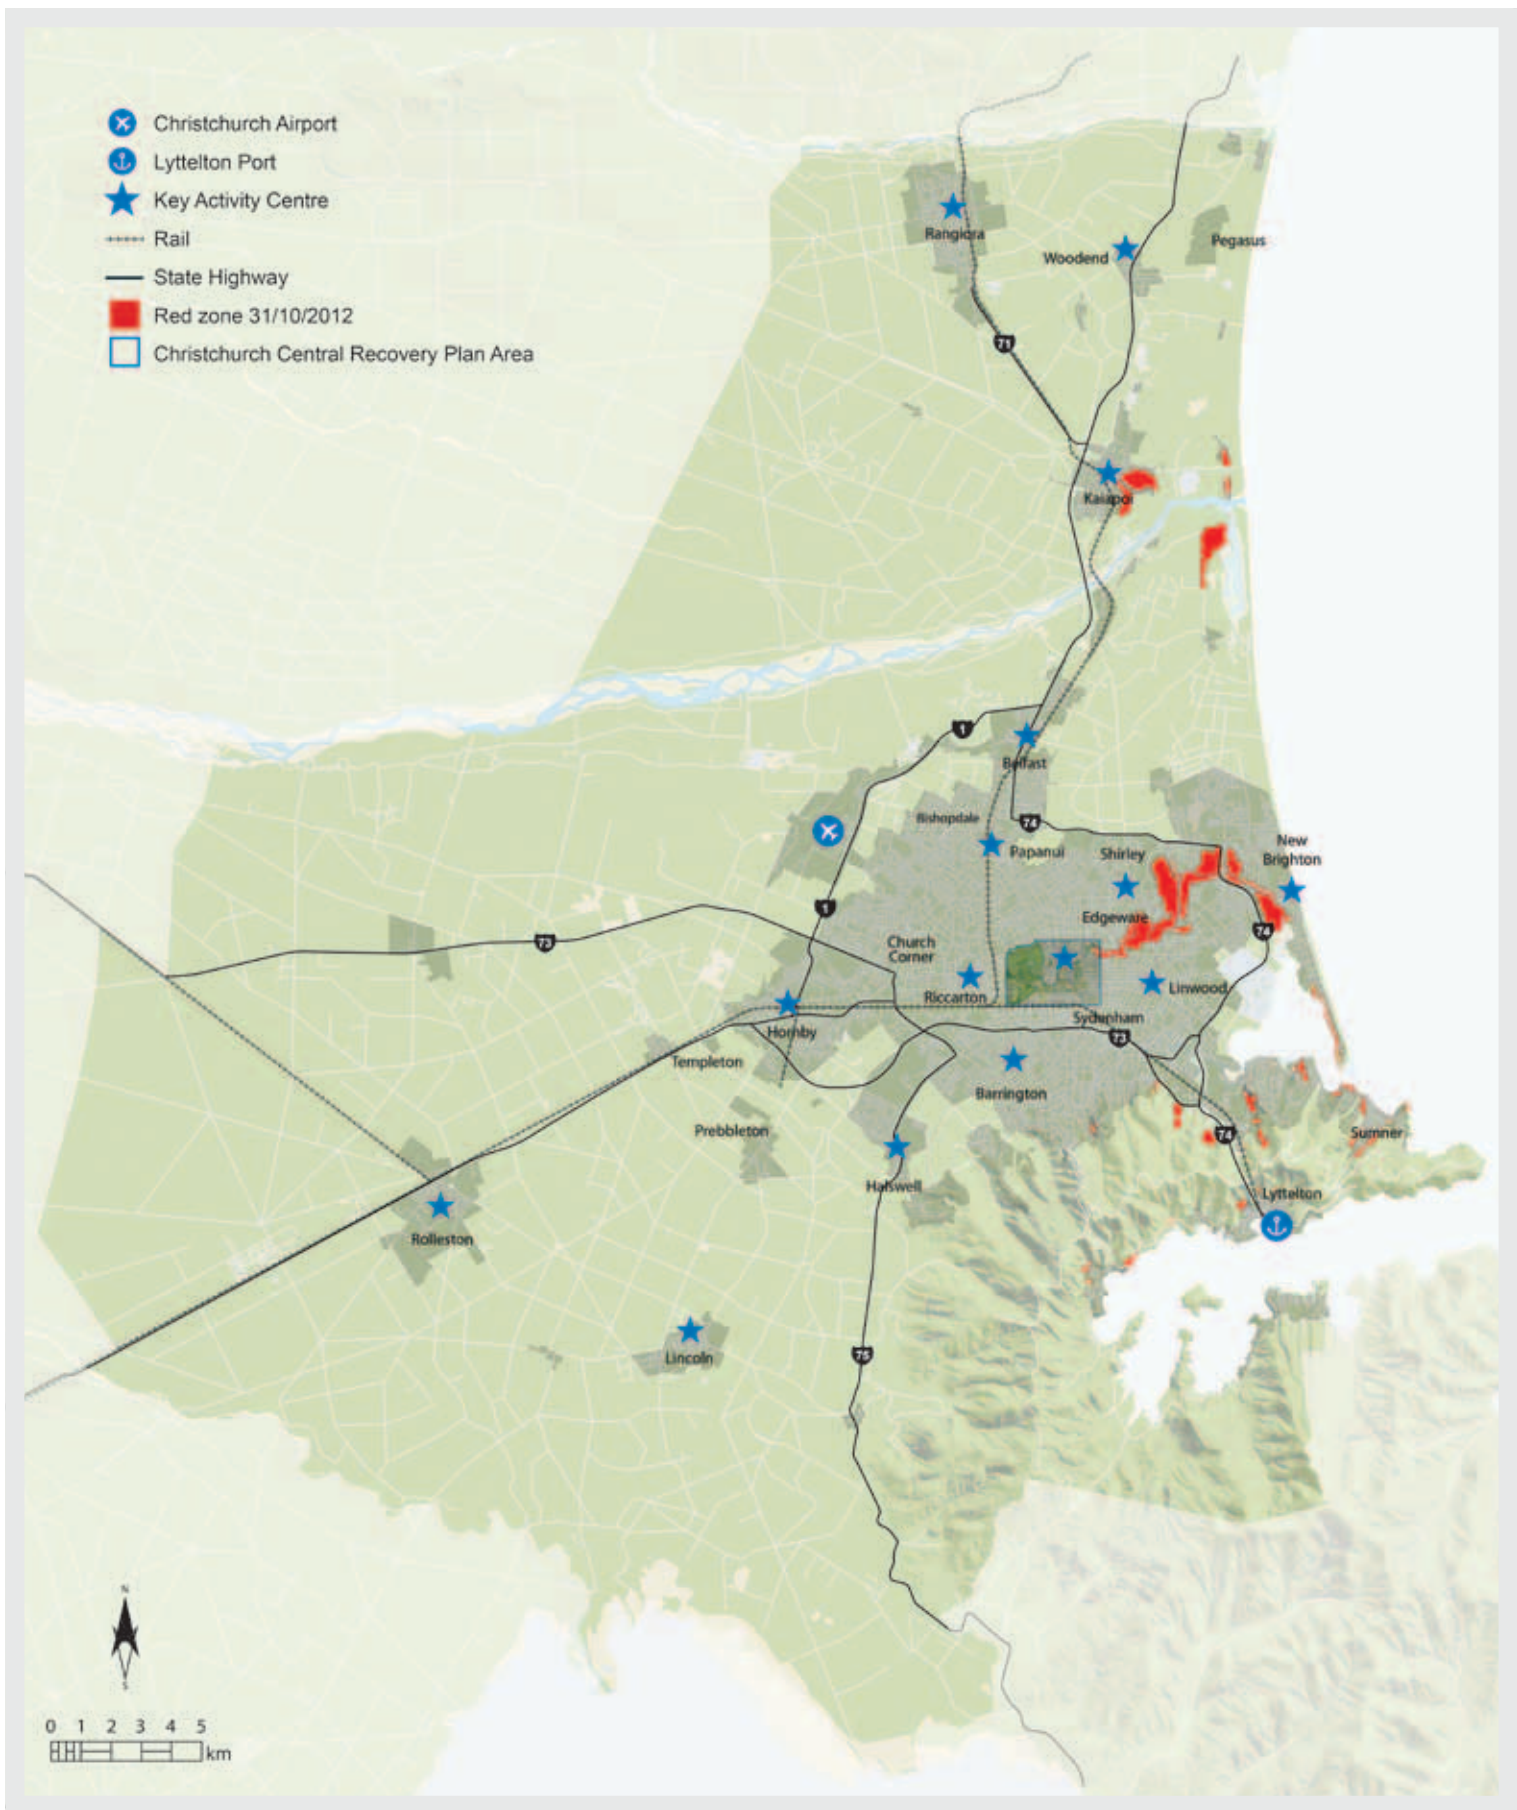 Christchurch Airport
Lyttelton Port
Key Activity Centre
Rail
State Highway
Red zone 31/10/2012
Christchurch Central Recovery Plan Area
Rangiora
Woodend
Pegasus
71
Kaiapoi
1
Belfast
Bishopdale
74
Papanui
Shirley
New
Brighton
1
Edgeware
74
73
Church
Corner
Riccarton
Linwood
Hornby
Sydenham
73
Templeton
Barrington
Prebbleton
74
Sumner
Halswell
Lyttelton
Rolleston
Lincoln
75
N
S
0 1 2 3 4 5
km